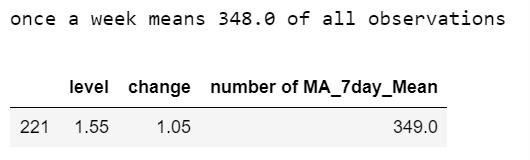 once a week means 348.0 of all observations
level change number of MA_7day_Mean
221 1.55 1.05 349.0